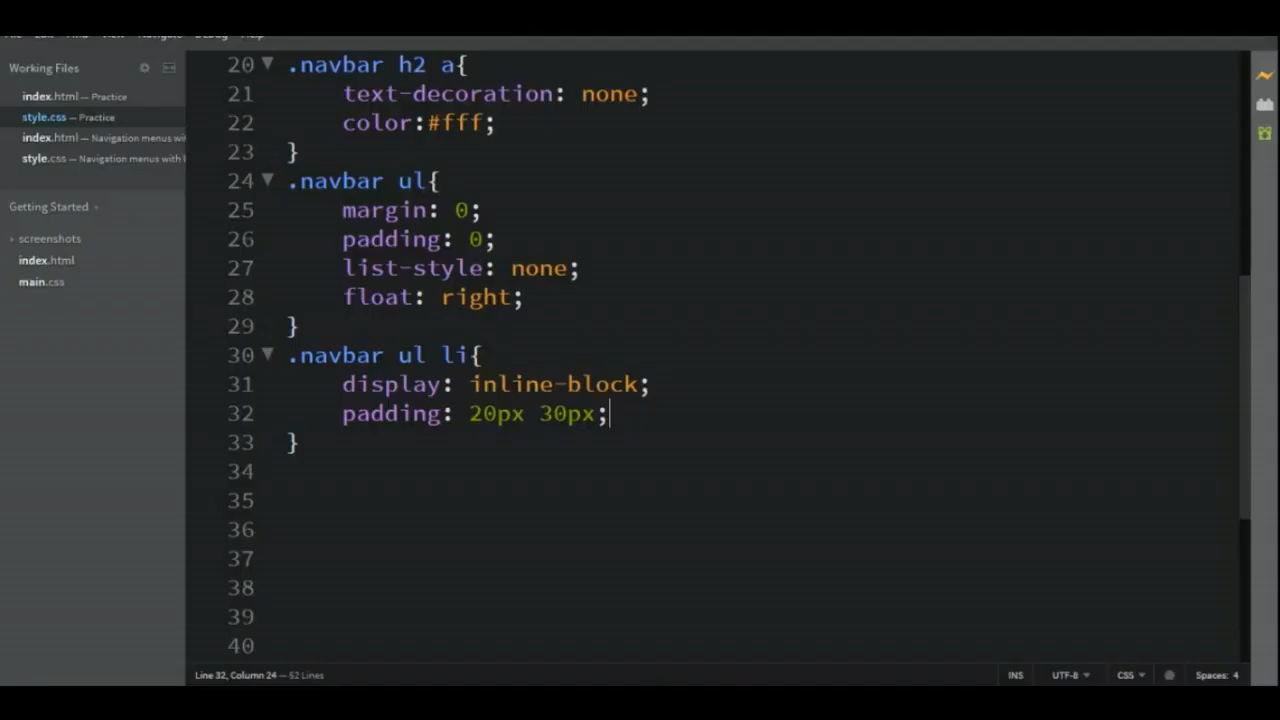 Working Files
index.html — Practice
style.css — Practice
index.html — Navigation menus wit
style.css — Navigation menus with
Getting Started
screenshots
index.html
main.css
20 .navbar h2 a{
21 text-decoration: none;
22 color:#fff;
23 }
24 .navbar ul{
25 margin: 0;
26 padding: 0;
27 list-style: none;
28 float: right;
29 }
30 .navbar ul li{
31 display: inline-block;
32 padding: 20px 30px;
33 }
34
35
36
37
38
39
40
Line 32, Column 24 — 52 Lines
INS UTF-8 CSS Spaces: 4